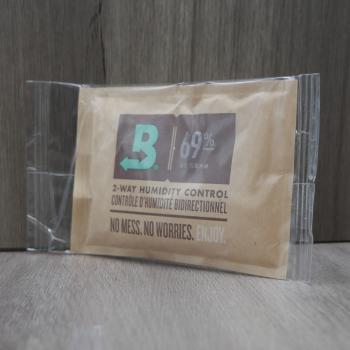 B® 69%
2-WAY HUMIDITY CONTROL
CONTRÔLE D'HUMIDITÉ BIDIRECTIONNEL
NO MESS. NO WORRIES. ENJOY.